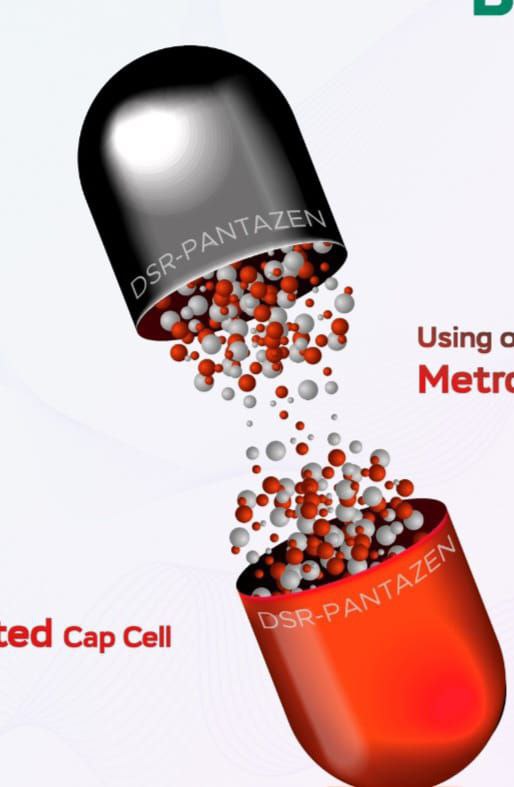 DSR-PANTAZEN
Using
Metro
ted Cap Cell
DSR-PANTAZEN